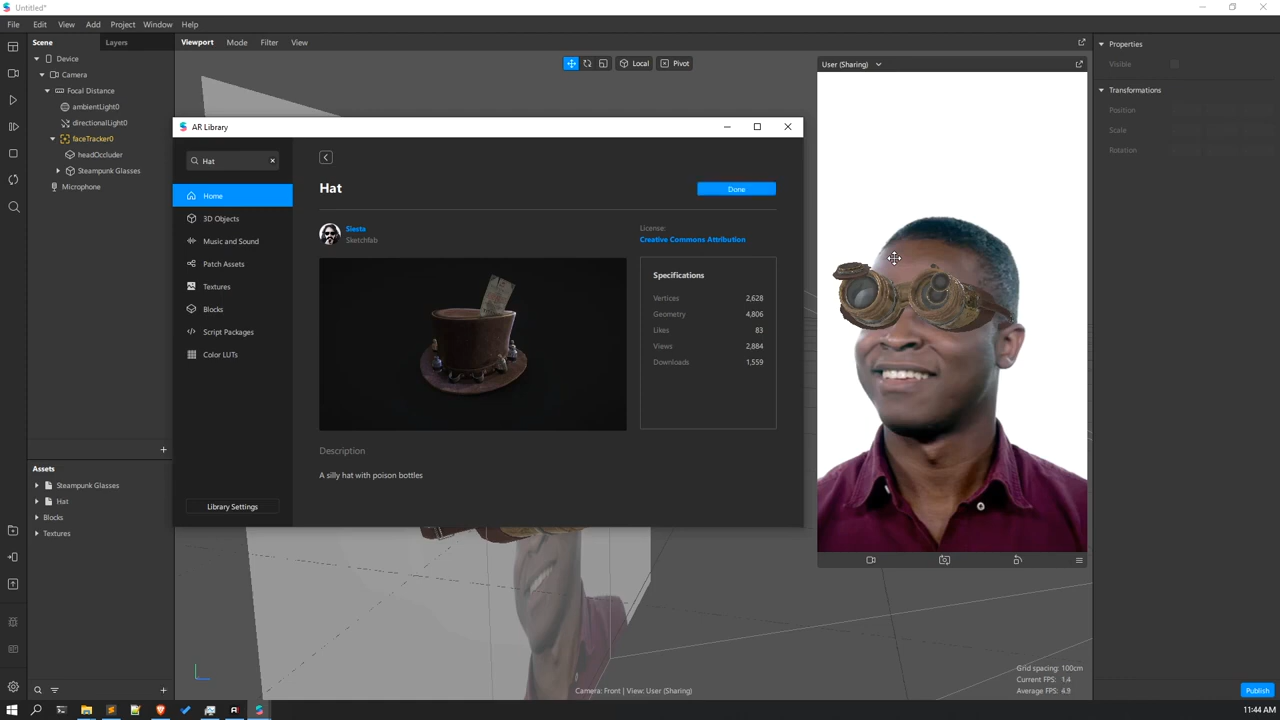 Untitled*
File Edit View Add Project Window Help
Scene Layers
Device
Camera
Focal Distance
ambientLight0
directionalLight0
faceTracker0
headOccluder
Steampunk Glasses
Microphone
Assets
Steampunk Glasses
Hat
Blocks
Textures
Viewport Mode Filter View
Local Pivot
AR Library
Hat
Home
3D Objects
Music and Sound
Patch Assets
Textures
Blocks
Script Packages
Color LUTs
Library Settings
Hat
Done
Siesta
Sketchfab
License:
Creative Commons Attribution
Specifications
Vertices 2,628
Geometry 4,806
Likes 83
Views 2,884
Downloads 1,559
Description
A silly hat with poison bottles
User (Sharing)
Camera: Front | View: User (Sharing)
Grid spacing: 100cm
Current FPS: 1.4
Average FPS: 4.9
Properties
Visible
Transformations
Position
Scale
Rotation
Publish
11:44 AM